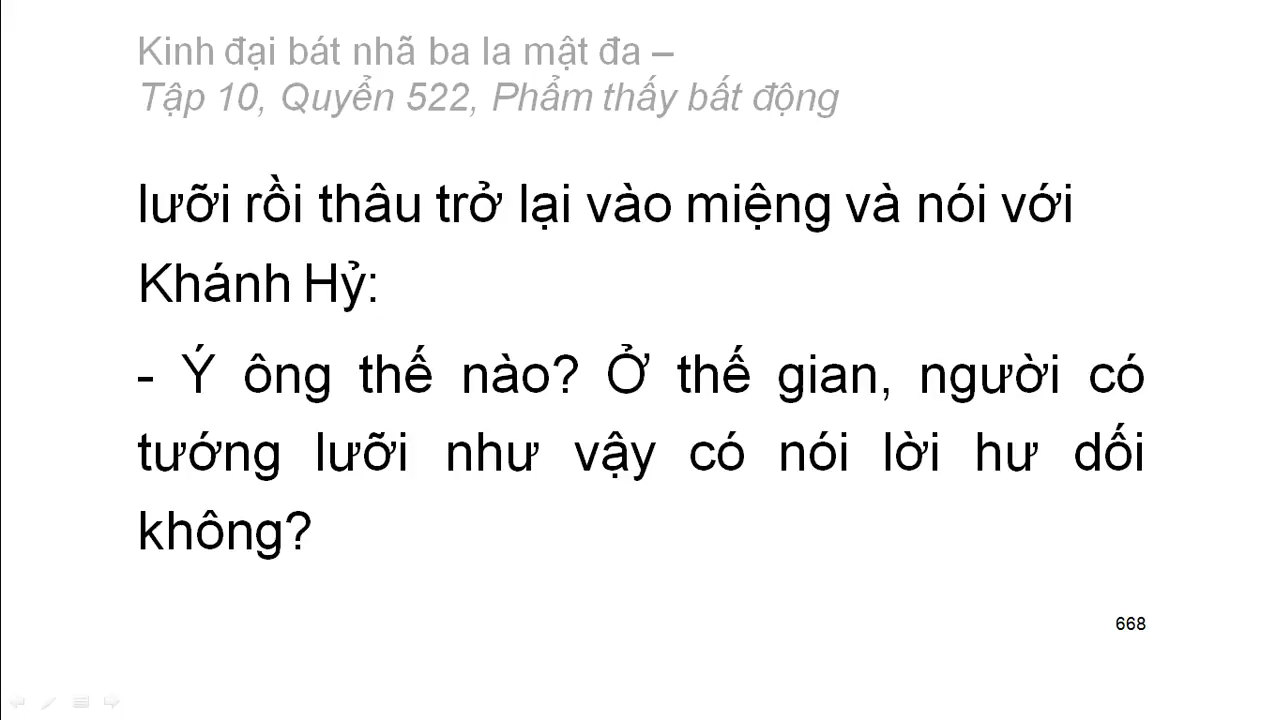 Kinh đại bát nhã ba la mật đa –
Tập 10, Quyển 522, Phẩm thấy bất động
lưỡi rồi thâu trở lại vào miệng và nói với
Khánh Hỷ:
- Ý ông thế nào? Ở thế gian, người có
tướng lưỡi như vậy có nói lời hư dối
không?
668